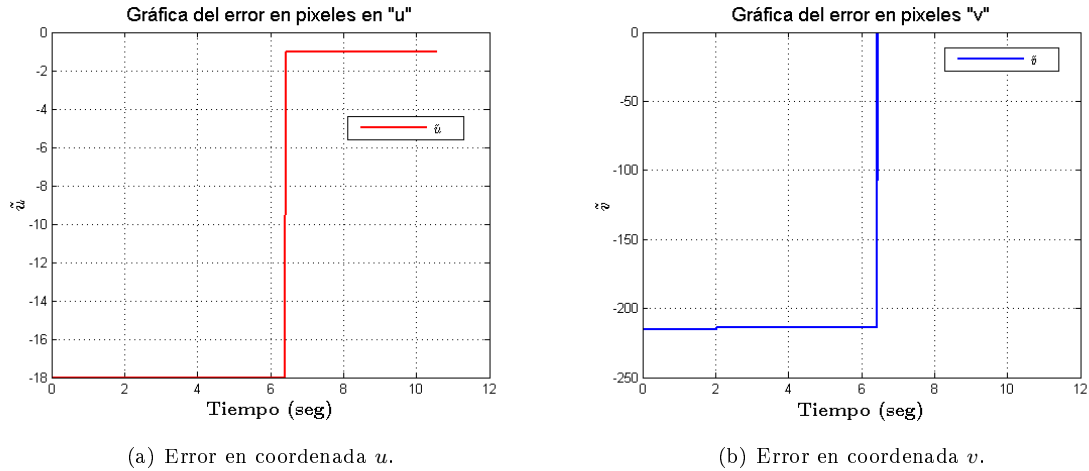 Gráfica del error en pixeles en "u"
0
-2
-4
-6
-8
-10
-12
-14
-16
-18
ũ
ũ
0 2 4 6 8 10 12
Tiempo (seg)
(a) Error en coordenada u.
Gráfica del error en pixeles "v"
0
-50
-100
-150
-200
-250
ṽ
ṽ
0 2 4 6 8 10 12
Tiempo (seg)
(b) Error en coordenada v.